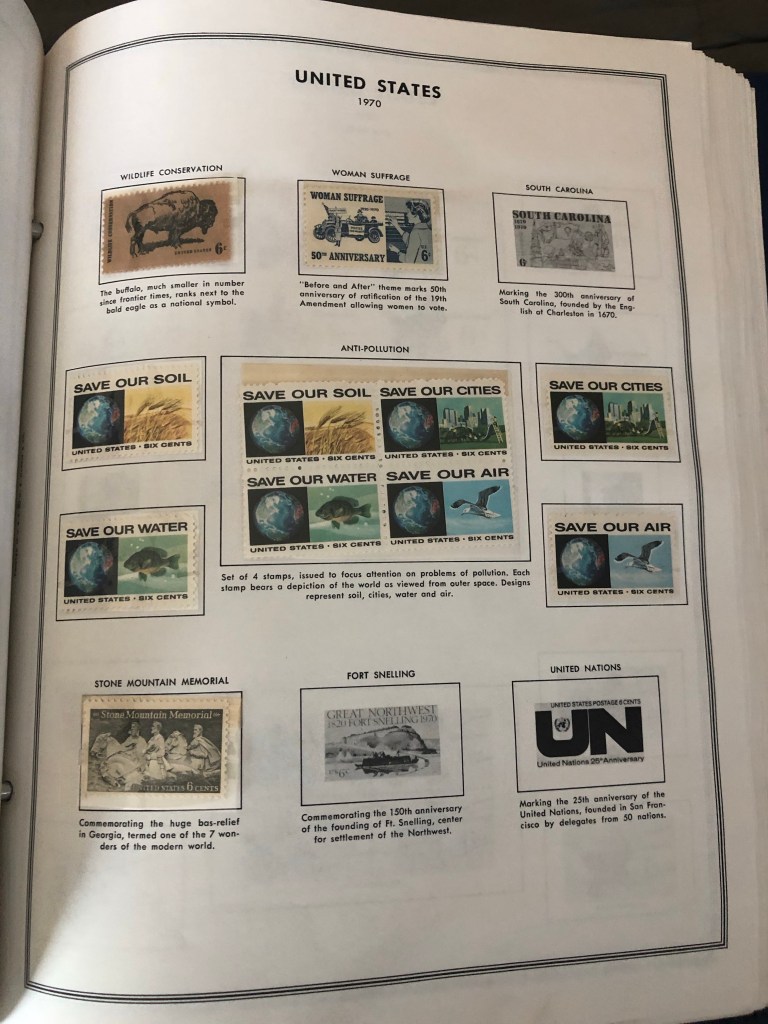 UNITED STATES
1970
WILDLIFE CONSERVATION
WILDLIFE CONSERVATION
UNITED STATES 6¢
The buffalo, much smaller in number
since frontier times, ranks next to the
bald eagle as a national symbol.
WOMAN SUFFRAGE
WOMAN SUFFRAGE
50TH ANNIVERSARY 6¢
"Before and After" theme marks 50th
anniversary of ratification of the 19th
Amendment allowing women to vote.
SOUTH CAROLINA
SOUTH CAROLINA
1670
1970
6
Marking the 300th anniversary of
South Carolina, founded by the Eng-
lish at Charleston in 1670.
ANTI-POLLUTION
SAVE OUR SOIL
UNITED STATES • SIX CENTS
SAVE OUR WATER
UNITED STATES • SIX CENTS
SAVE OUR SOIL
UNITED STATES • SIX CENTS
SAVE OUR CITIES
UNITED STATES • SIX CENTS
SAVE OUR WATER
UNITED STATES • SIX CENTS
SAVE OUR AIR
UNITED STATES • SIX CENTS
Set of 4 stamps, issued to focus attention on problems of pollution. Each
stamp bears a depiction of the world as viewed from outer space. Designs
represent soil, cities, water and air.
SAVE OUR CITIES
UNITED STATES • SIX CENTS
SAVE OUR AIR
UNITED STATES • SIX CENTS
STONE MOUNTAIN MEMORIAL
Stone Mountain Memorial
UNITED STATES 6 CENTS
Commemorating the huge bas-relief
in Georgia, termed one of the 7 won-
ders of the modern world.
FORT SNELLING
GREAT NORTHWEST
1820 FORT SNELLING 1970
Commemorating the 150th anniversary
of the founding of Ft. Snelling, center
for settlement of the Northwest.
UNITED NATIONS
UNITED STATES POSTAGE 6 CENTS
UN
United Nations 25th Anniversary
Marking the 25th anniversary of the
United Nations, founded in San Fran-
cisco by delegates from 50 nations.